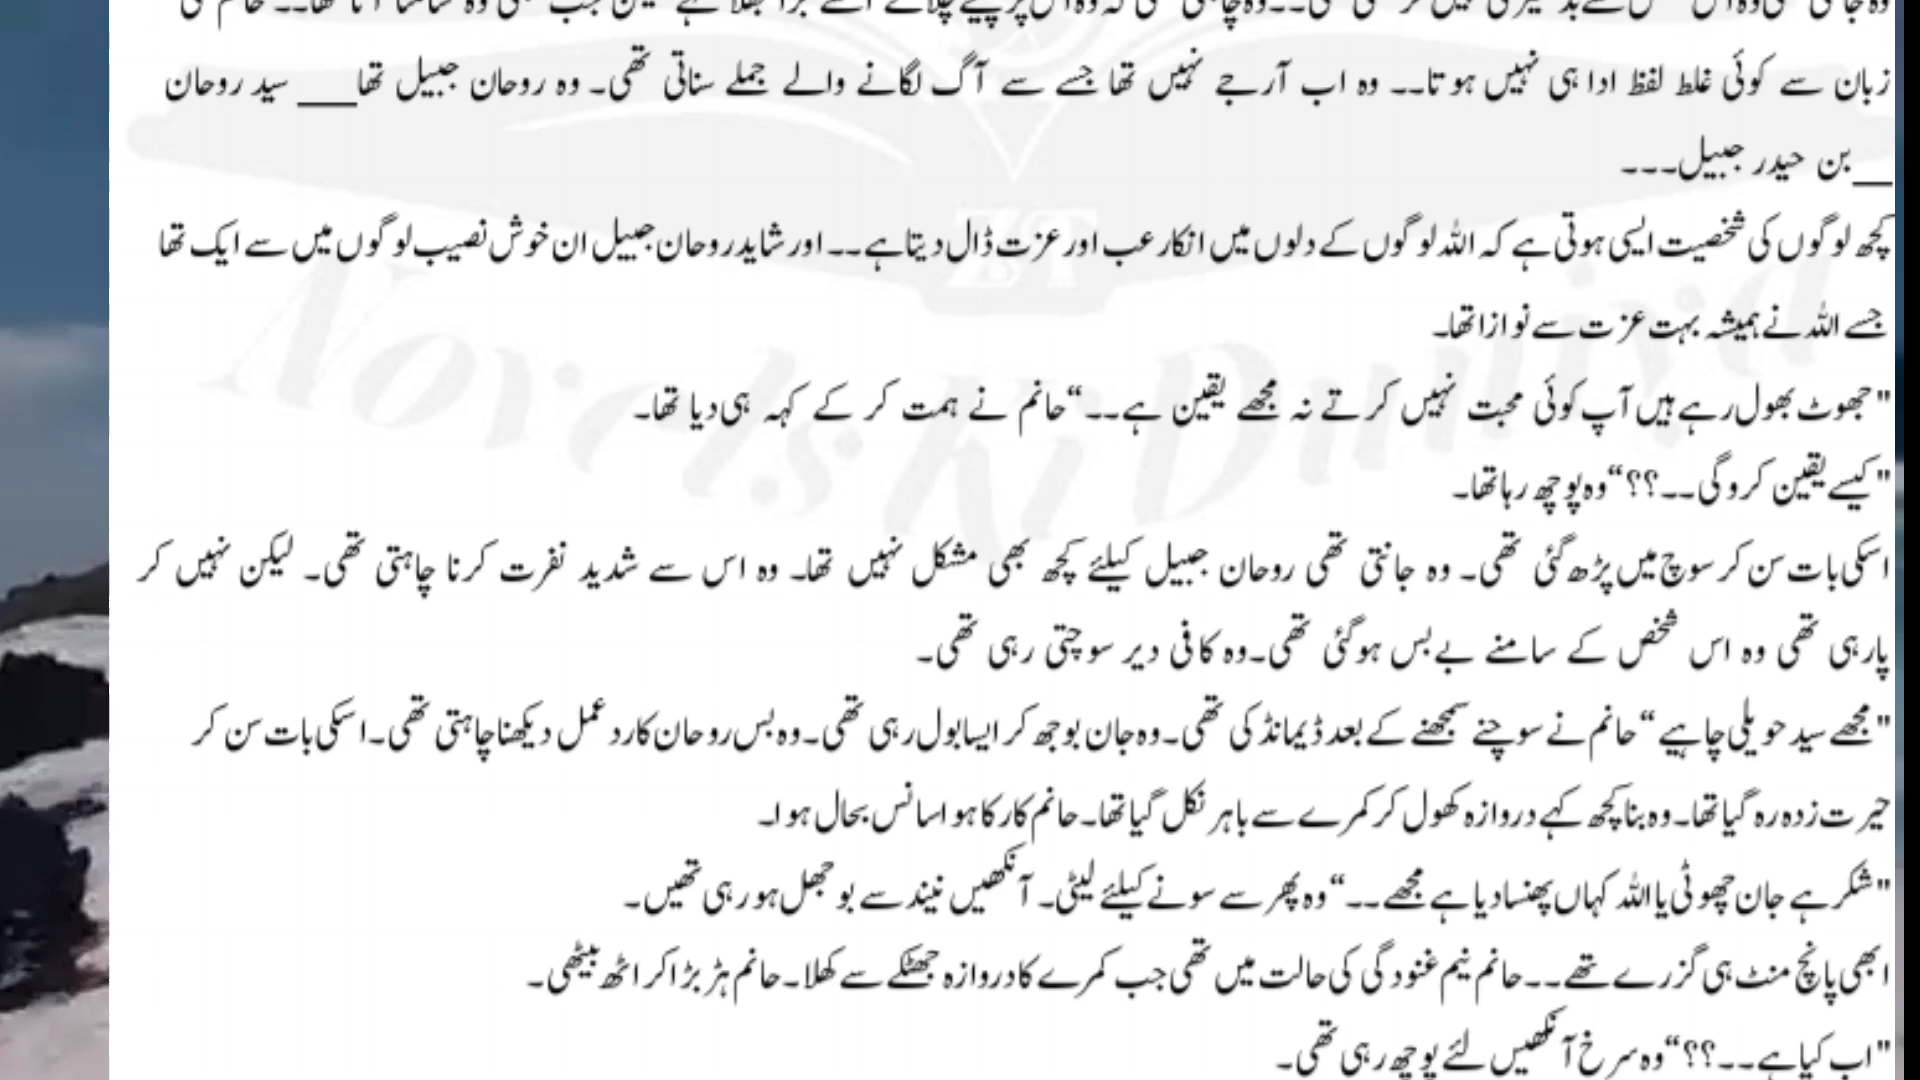 زبان سے کوئی غلط لفظ ادا ہی نہیں ہوتا۔۔ وہ اب آرجے نہیں تھا جسے سے آگ لگانے والے جملے سناتی تھی۔ وہ روحان جبیل تھا___ سید روحان
__بن حیدر جبیل۔۔۔
کچھ لوگوں کی شخصیت ایسی ہوتی ہے کہ اللہ لوگوں کے دلوں میں انکا رعب اور عزت ڈال دیتا ہے۔۔ اور شاید روحان جبیل ان خوش نصیب لوگوں میں سے ایک تھا
جسے اللہ نے ہمیشہ بہت عزت سے نوازا تھا۔
"جھوٹ بھول رہے ہیں آپ کوئی محبت نہیں کرتے نہ مجھے یقین ہے۔۔“ حانم نے ہمت کر کے کہہ ہی دیا تھا۔
"کیسے یقین کرو گی۔۔؟؟“ وہ پوچھ رہا تھا۔
اسکی بات سن کر سوچ میں پڑھ گئی تھی۔ وہ جانتی تھی روحان جبیل کیلئے کچھ بھی مشکل نہیں تھا۔ وہ اس سے شدید نفرت کرنا چاہتی تھی۔ لیکن نہیں کر
پارہی تھی وہ اس شخص کے سامنے بے بس ہوگئی تھی۔ وہ کافی دیر سوچتی رہی تھی۔
"مجھے سید حویلی چاہیے“ حانم نے سوچنے سمجھنے کے بعد ڈیمانڈ کی تھی۔ وہ جان بوجھ کر ایسا بول رہی تھی۔ وہ بس روحان کا رد عمل دیکھنا چاہتی تھی۔ اسکی بات سن کر
حیرت زدہ رہ گیا تھا۔ وہ بنا کچھ کہے دروازہ کھول کر کمرے سے باہر نکل گیا تھا۔ حانم کا رکا ہوا سانس بحال ہوا۔
"شکر ہے جان چھوٹی یا اللہ کہاں پھنسا دیا ہے مجھے۔۔“ وہ پھر سے سونے کیلئے لیٹی۔ آنکھیں نیند سے بوجھل ہو رہی تھیں۔
ابھی پانچ منٹ ہی گزرے تھے۔۔ حانم نیم غنودگی کی حالت میں تھی جب کمرے کا دروازہ جھٹکے سے کھلا۔ حانم ہڑبڑا کر اٹھ بیٹھی۔
"اب کیا ہے۔۔؟؟“ وہ سرخ آنکھیں لئے پوچھ رہی تھی۔
Novels Ki Duniya